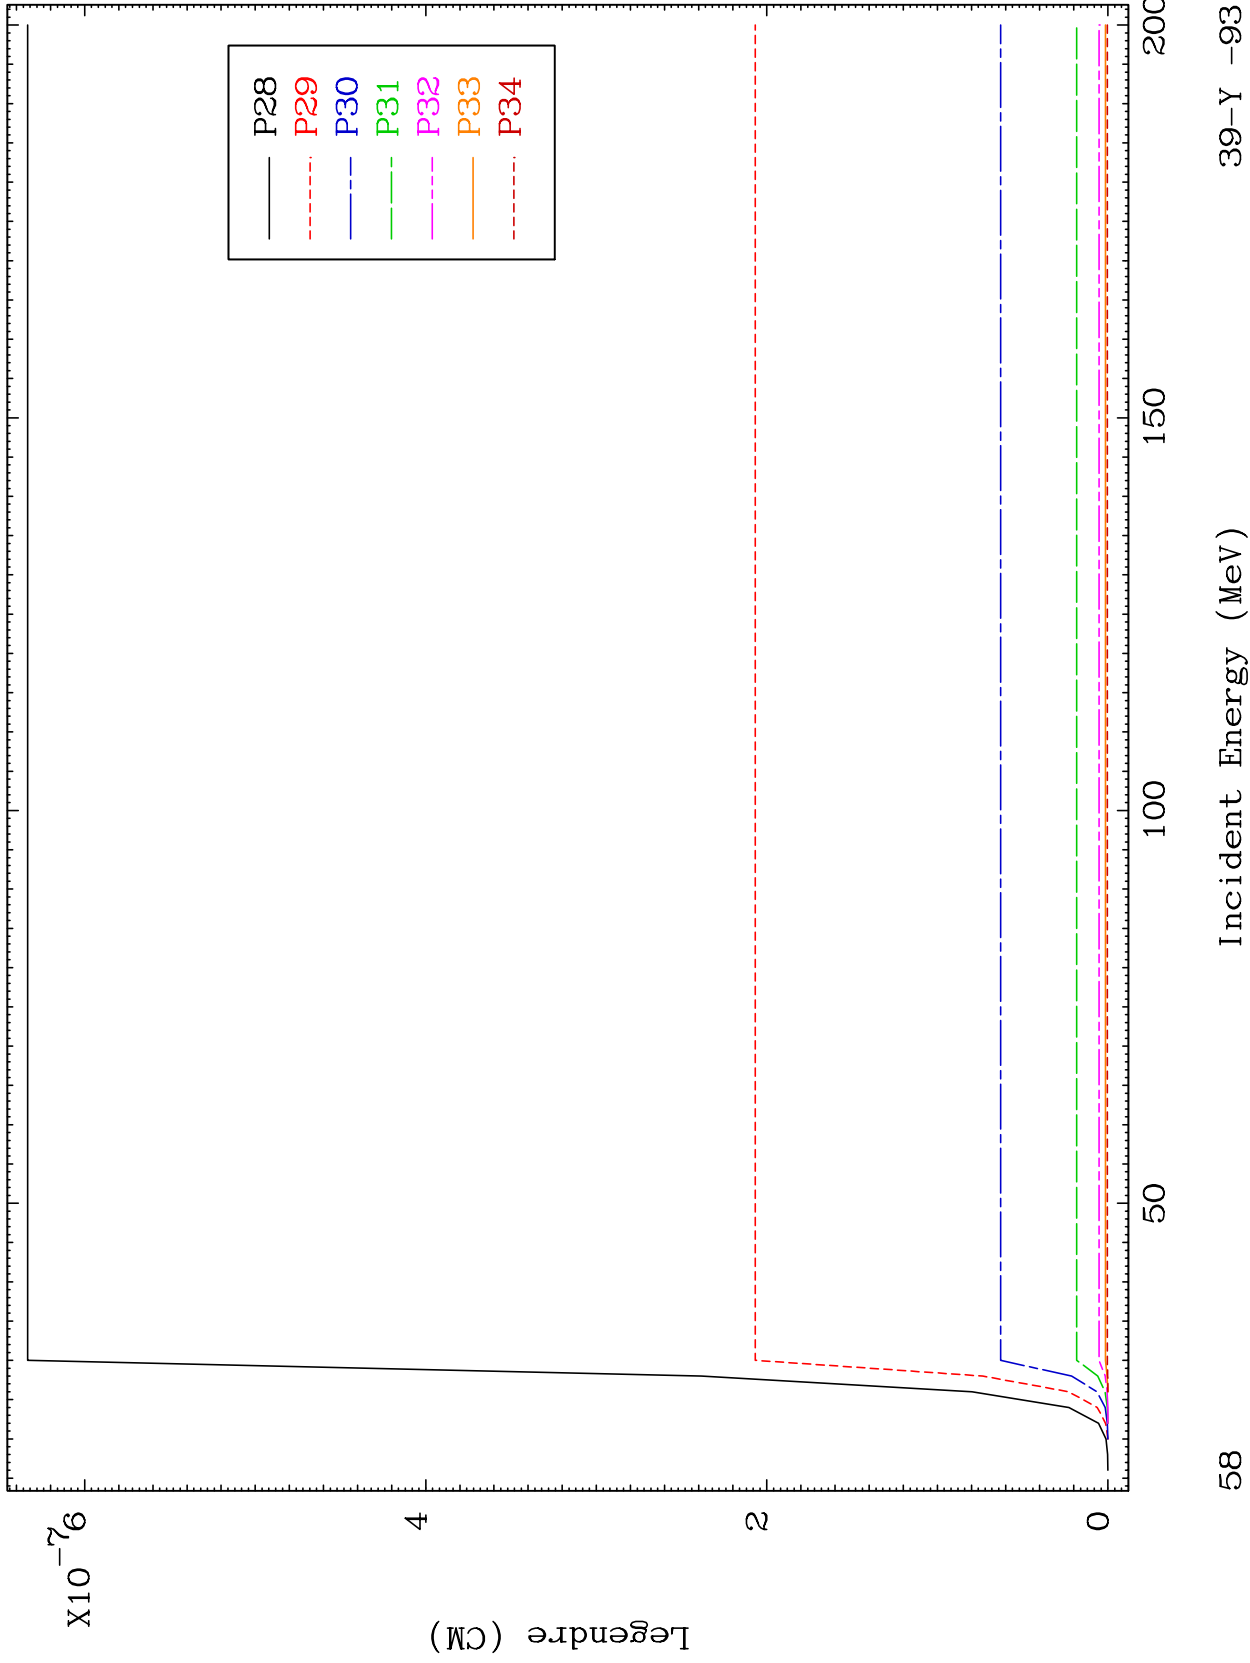 X10⁻⁷
6
4
2
0
Legendre (CM)
P28
P29
P30
P31
P32
P33
P34
50
100
150
200
Incident Energy (MeV)
58
39-Y -93